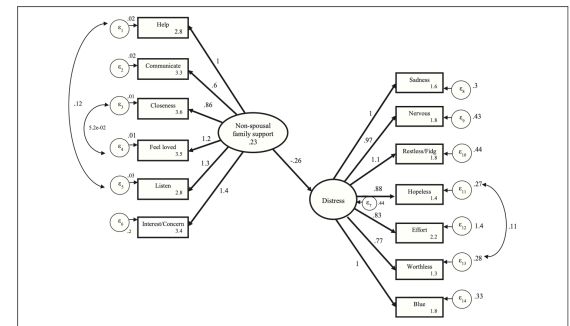 ε1
.02
Help
2.8
ε2
.02
Communicate
3.3
ε3
.01
Closeness
3.6
ε4
.01
Feel loved
3.5
ε5
.03
Listen
2.8
ε6
.2
Interest/Concern
3.4
.12
5.2e-02
1
.6
.86
1.2
1.3
1.4
Non-spousal
family support
.23
-.26
Distress
ε7
.44
1
.97
1.1
.88
.83
.77
1
Sadness
1.6
ε8
.3
Nervous
1.8
ε9
.43
Restless/Fidg
1.8
ε10
.44
Hopeless
1.4
ε11
.27
Effort
2.2
ε12
1.4
Worthless
1.3
ε13
.28
Blue
1.8
ε14
.33
.11